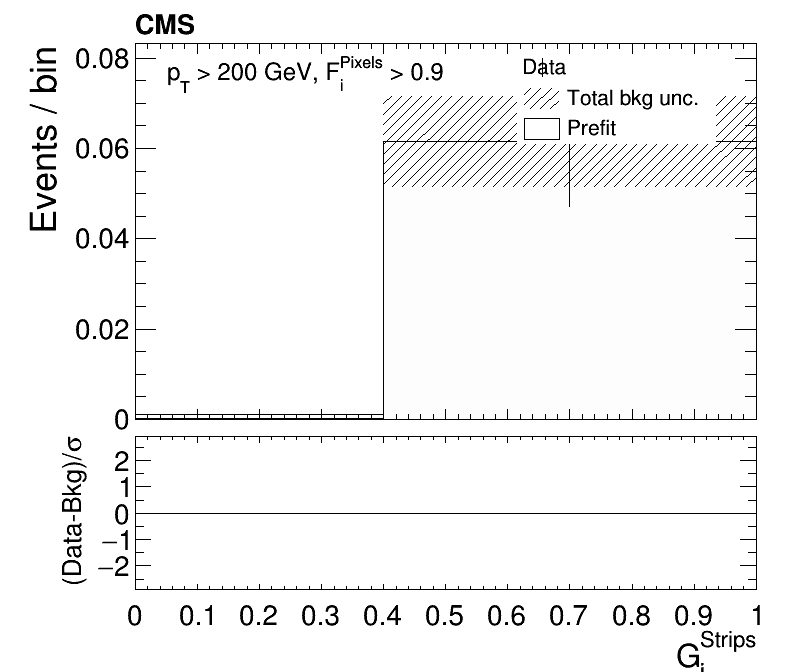 CMS
Events / bin
p_T > 200 GeV, F_i^Pixels > 0.9
Data
Total bkg unc.
Prefit
0.08
0.06
0.04
0.02
0
(Data-Bkg)/σ
2
1
0
−1
−2
0 0.1 0.2 0.3 0.4 0.5 0.6 0.7 0.8 0.9 1
G_i^Strips